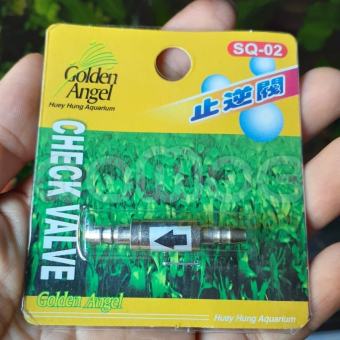 Golden
Angel
Huey Hung Aquarium
SQ-02
止逆閥
CHECK VALVE
Golden Angel
Huey Hung Aquarium